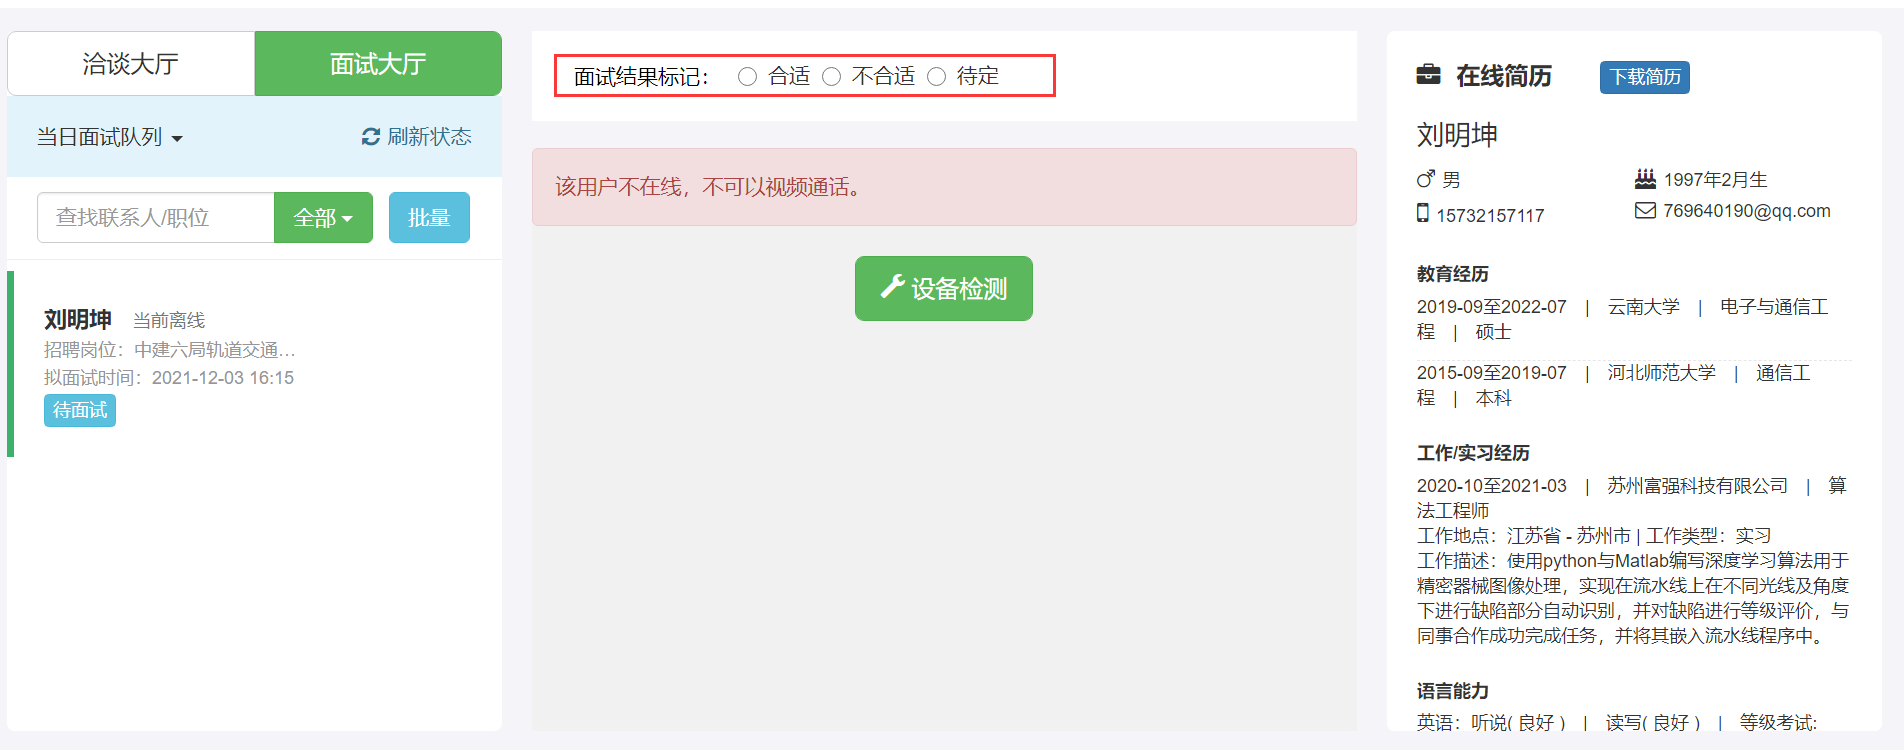 洽谈大厅
面试大厅
当日面试队列
刷新状态
查找联系人/职位
全部
批量
刘明坤 当前离线
招聘岗位：中建六局轨道交通...
拟面试时间：2021-12-03 16:15
待面试
面试结果标记： 合适 不合适 待定
该用户不在线，不可以视频通话。
设备检测
在线简历 下载简历
刘明坤
男
1997年2月生
15732157117
769640190@qq.com
教育经历
2019-09至2022-07 | 云南大学 | 电子与通信工
程 | 硕士
2015-09至2019-07 | 河北师范大学 | 通信工
程 | 本科
工作/实习经历
2020-10至2021-03 | 苏州富强科技有限公司 | 算
法工程师
工作地点：江苏省 - 苏州市 | 工作类型：实习
工作描述：使用python与Matlab编写深度学习算法用于
精密器械图像处理，实现在流水线上在不同光线及角度
下进行缺陷部分自动识别，并对缺陷进行等级评价，与
同事合作成功完成任务，并将其嵌入流水线程序中。
语言能力
英语：听说( 良好 ) | 读写( 良好 ) | 等级考试: